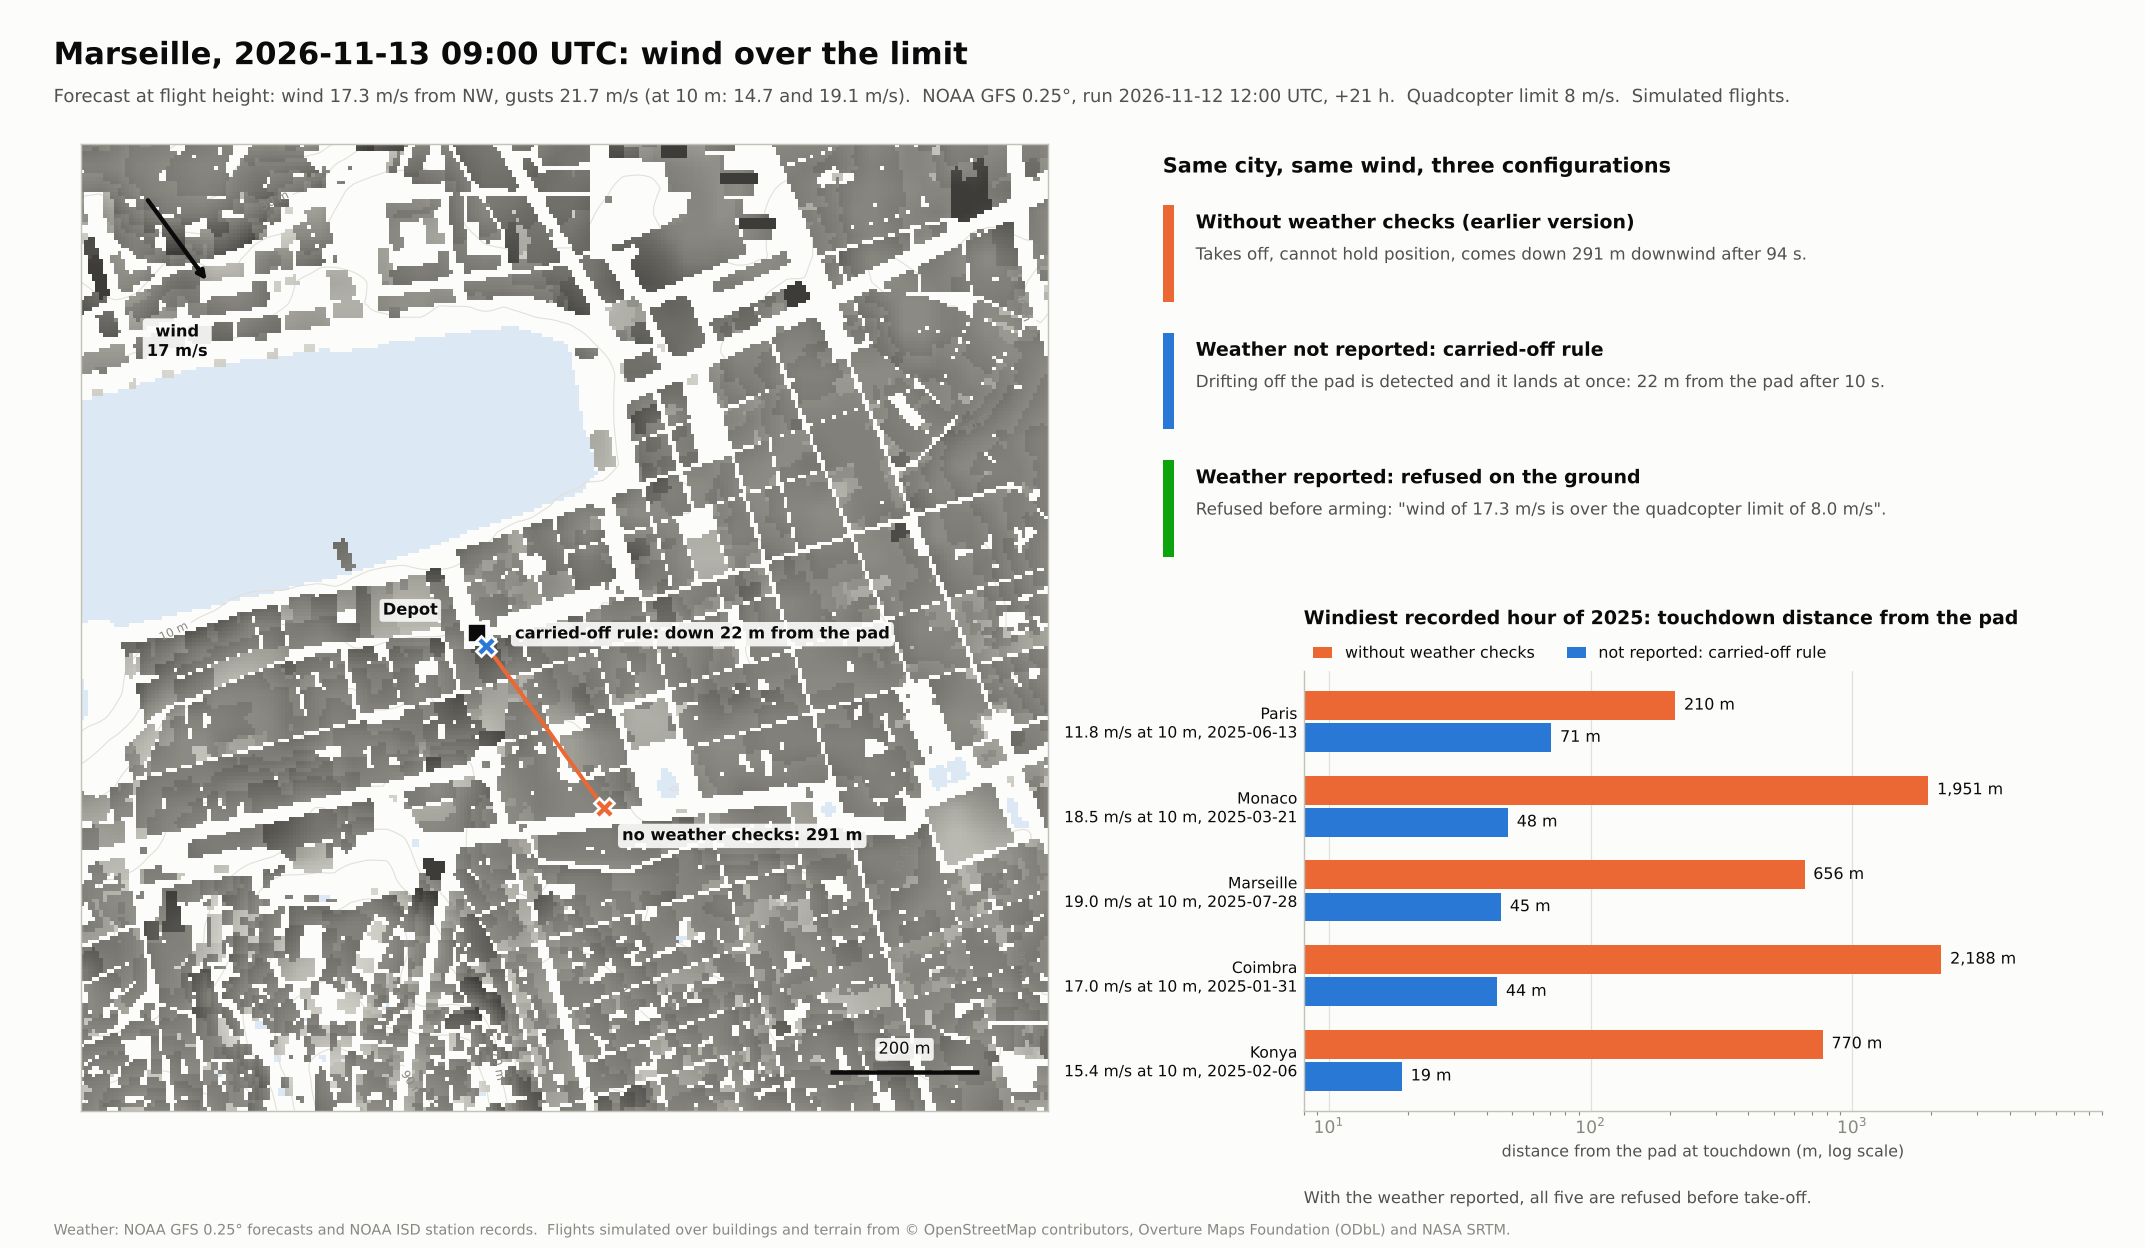 Marseille, 2026-11-13 09:00 UTC: wind over the limit
Forecast at flight height: wind 17.3 m/s from NW, gusts 21.7 m/s (at 10 m: 14.7 and 19.1 m/s).  NOAA GFS 0.25°, run 2026-11-12 12:00 UTC, +21 h.  Quadcopter limit 8 m/s.  Simulated flights.
wind
17 m/s
10 m
Depot
carried-off rule: down 22 m from the pad
no weather checks: 291 m
200 m
Same city, same wind, three configurations
Without weather checks (earlier version)
Takes off, cannot hold position, comes down 291 m downwind after 94 s.
Weather not reported: carried-off rule
Drifting off the pad is detected and it lands at once: 22 m from the pad after 10 s.
Weather reported: refused on the ground
Refused before arming: "wind of 17.3 m/s is over the quadcopter limit of 8.0 m/s".
Windiest recorded hour of 2025: touchdown distance from the pad
without weather checks
not reported: carried-off rule
Paris
11.8 m/s at 10 m, 2025-06-13
210 m
71 m
Monaco
18.5 m/s at 10 m, 2025-03-21
1,951 m
48 m
Marseille
19.0 m/s at 10 m, 2025-07-28
656 m
45 m
Coimbra
17.0 m/s at 10 m, 2025-01-31
2,188 m
44 m
Konya
15.4 m/s at 10 m, 2025-02-06
770 m
19 m
10¹ 10² 10³
distance from the pad at touchdown (m, log scale)
With the weather reported, all five are refused before take-off.
Weather: NOAA GFS 0.25° forecasts and NOAA ISD station records.  Flights simulated over buildings and terrain from © OpenStreetMap contributors, Overture Maps Foundation (ODbL) and NASA SRTM.